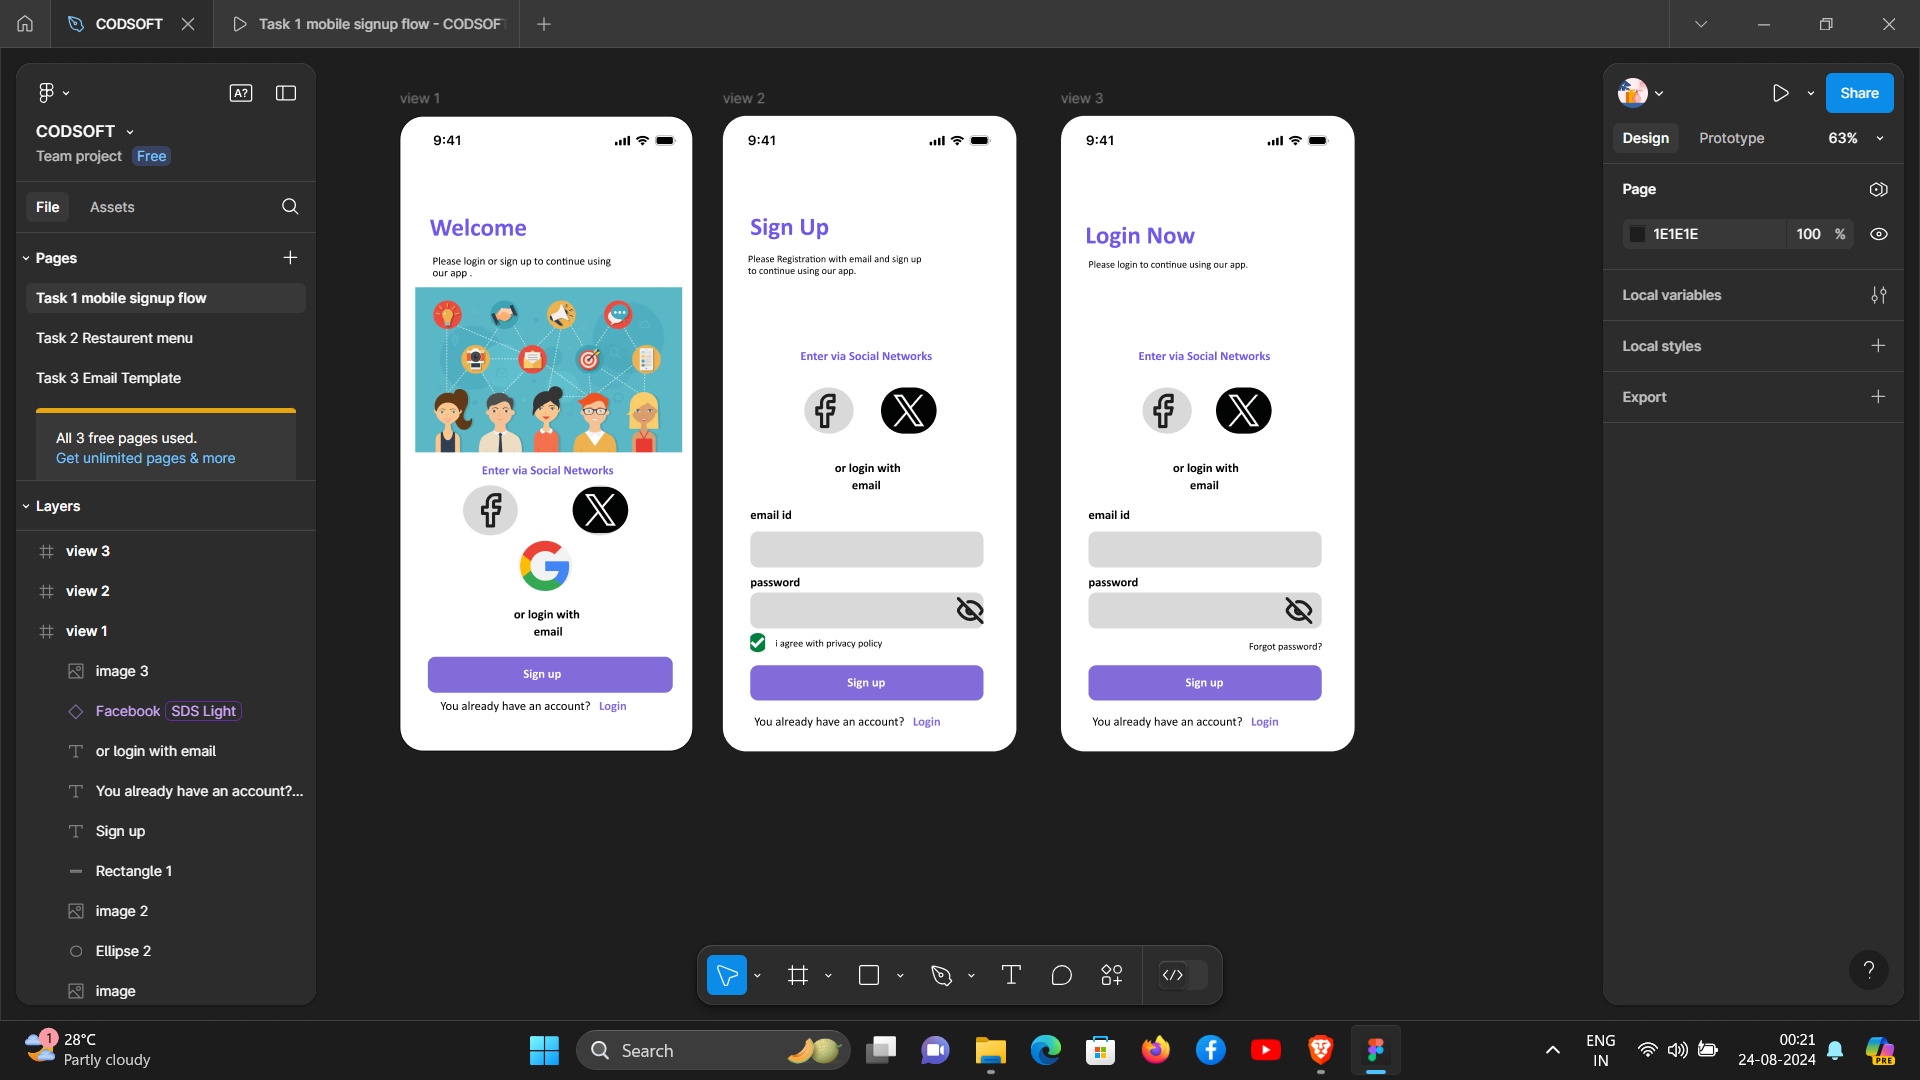 CODSOFT
Task 1 mobile signup flow - CODSOF
A?
CODSOFT
Team project Free
File Assets
Pages
Task 1 mobile signup flow
Task 2 Restaurent menu
Task 3 Email Template
All 3 free pages used.
Get unlimited pages & more
Layers
view 3
view 2
view 1
image 3
Facebook SDS Light
or login with email
You already have an account?...
Sign up
Rectangle 1
image 2
Ellipse 2
image
view 1
9:41
Welcome
Please login or sign up to continue using
our app .
Enter via Social Networks
or login with
email
Sign up
You already have an account? Login
view 2
9:41
Sign Up
Please Registration with email and sign up
to continue using our app.
Enter via Social Networks
or login with
email
email id
password
i agree with privacy policy
Sign up
You already have an account? Login
view 3
9:41
Login Now
Please login to continue using our app.
Enter via Social Networks
or login with
email
email id
password
Forgot password?
Sign up
You already have an account? Login
Share
Design Prototype 63%
Page
1E1E1E 100 %
Local variables
Local styles
Export
?
1
28°C
Partly cloudy
Search
ENG
IN
00:21
24-08-2024
PRE